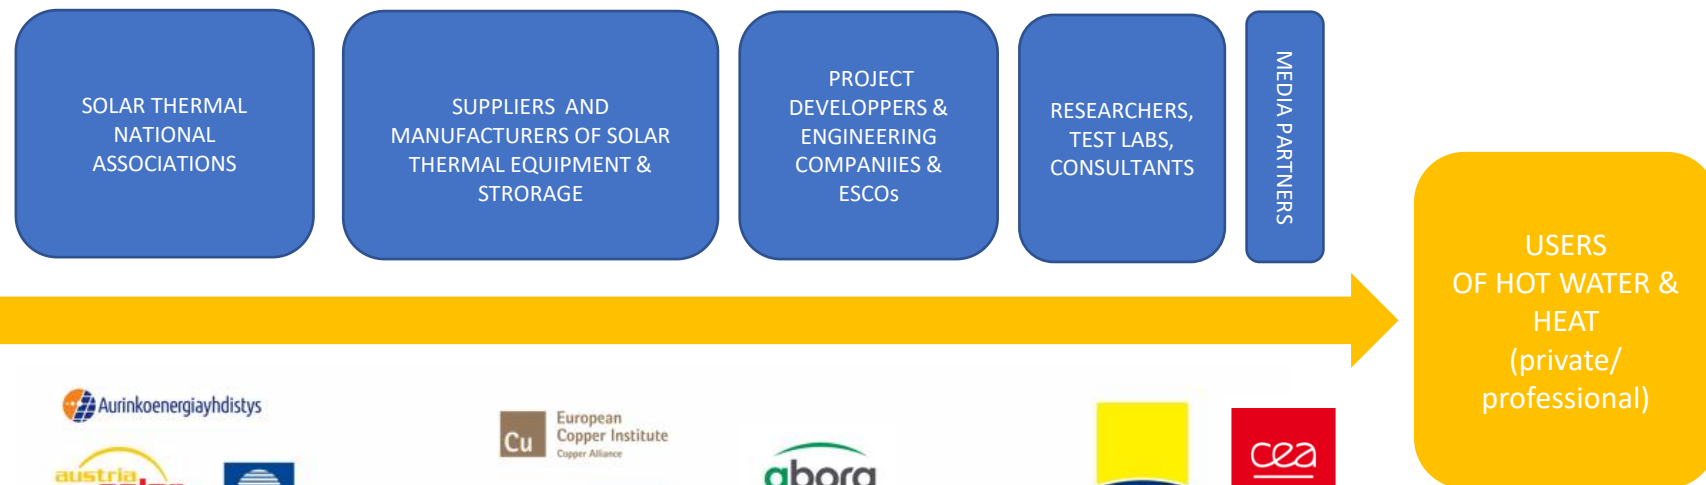 SOLAR THERMAL
NATIONAL
ASSOCIATIONS
SUPPLIERS AND
MANUFACTURERS OF SOLAR
THERMAL EQUIPMENT &
STRORAGE
PROJECT
DEVELOPPERS &
ENGINEERING
COMPANIIES &
ESCOs
RESEARCHERS,
TEST LABS,
CONSULTANTS
MEDIA PARTNERS
USERS
OF HOT WATER &
HEAT
(private/
professional)
Aurinkoenergiayhdistys
austria
Cu
European
Copper Institute
Copper Alliance
abora
cea